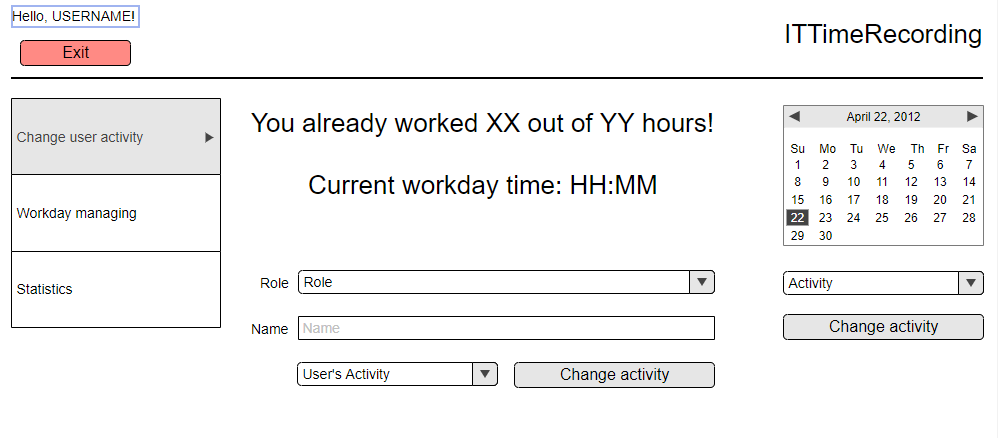 Hello, USERNAME!
Exit
ITTimeRecording
Change user activity
Workday managing
Statistics
You already worked XX out of YY hours!
Current workday time: HH:MM
Role Role
Name Name
User's Activity Change activity
April 22, 2012
Su Mo Tu We Th Fr Sa
1 2 3 4 5 6 7
8 9 10 11 12 13 14
15 16 17 18 19 20 21
22 23 24 25 26 27 28
29 30
Activity
Change activity